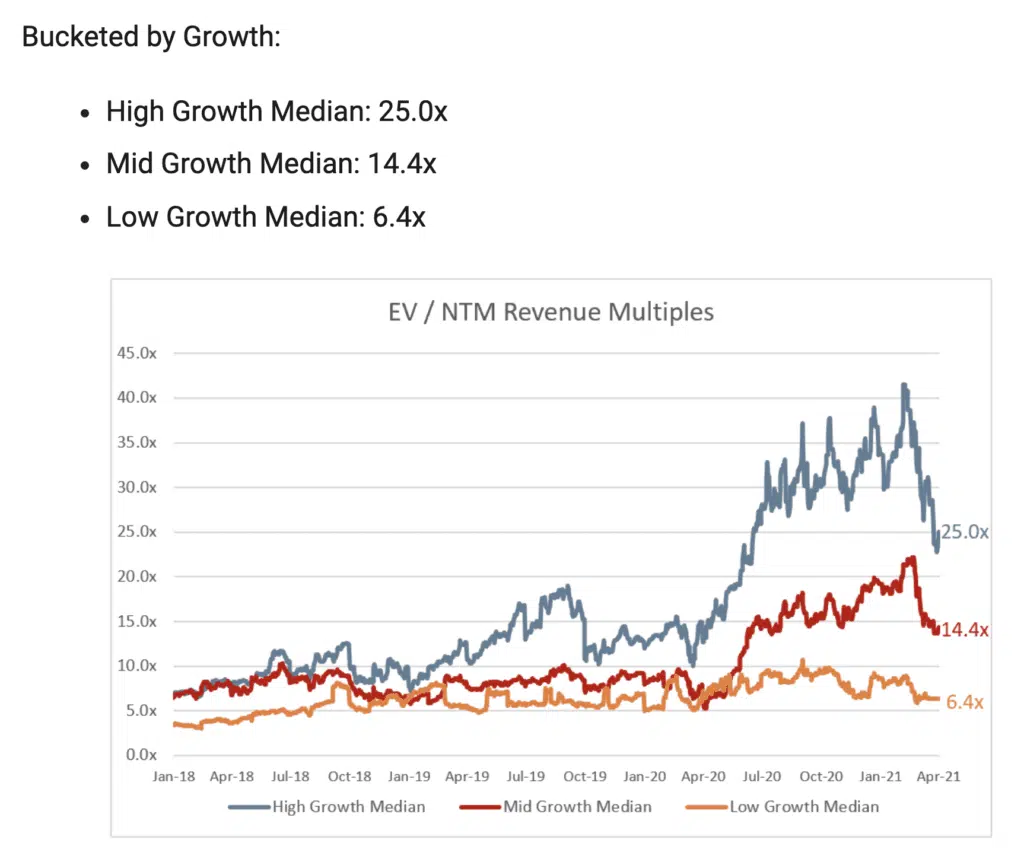 Bucketed by Growth:
• High Growth Median: 25.0x
• Mid Growth Median: 14.4x
• Low Growth Median: 6.4x
EV / NTM Revenue Multiples
45.0x
40.0x
35.0x
30.0x
25.0x
20.0x
15.0x
10.0x
5.0x
0.0x
25.0x
14.4x
6.4x
Jan-18 Apr-18 Jul-18 Oct-18 Jan-19 Apr-19 Jul-19 Oct-19 Jan-20 Apr-20 Jul-20 Oct-20 Jan-21 Apr-21
High Growth Median Mid Growth Median Low Growth Median